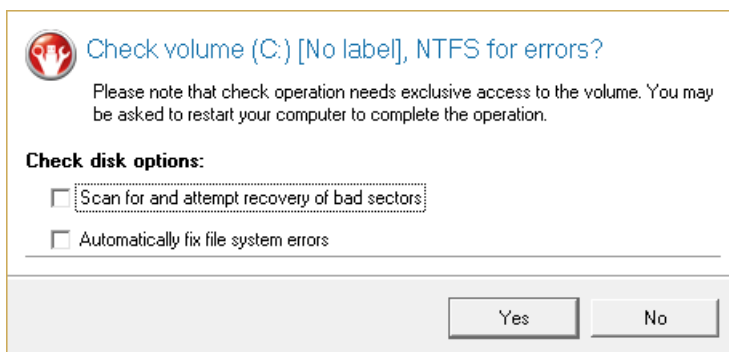 Check volume (C:) [No label], NTFS for errors?
Please note that check operation needs exclusive access to the volume. You may
be asked to restart your computer to complete the operation.
Check disk options:
Scan for and attempt recovery of bad sectors
Automatically fix file system errors
Yes No